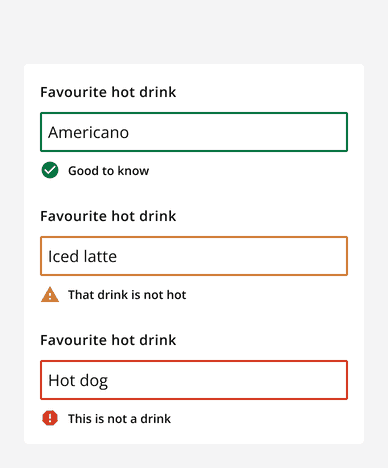 Favourite hot drink
Americano
Good to know
Favourite hot drink
Iced latte
That drink is not hot
Favourite hot drink
Hot dog
This is not a drink